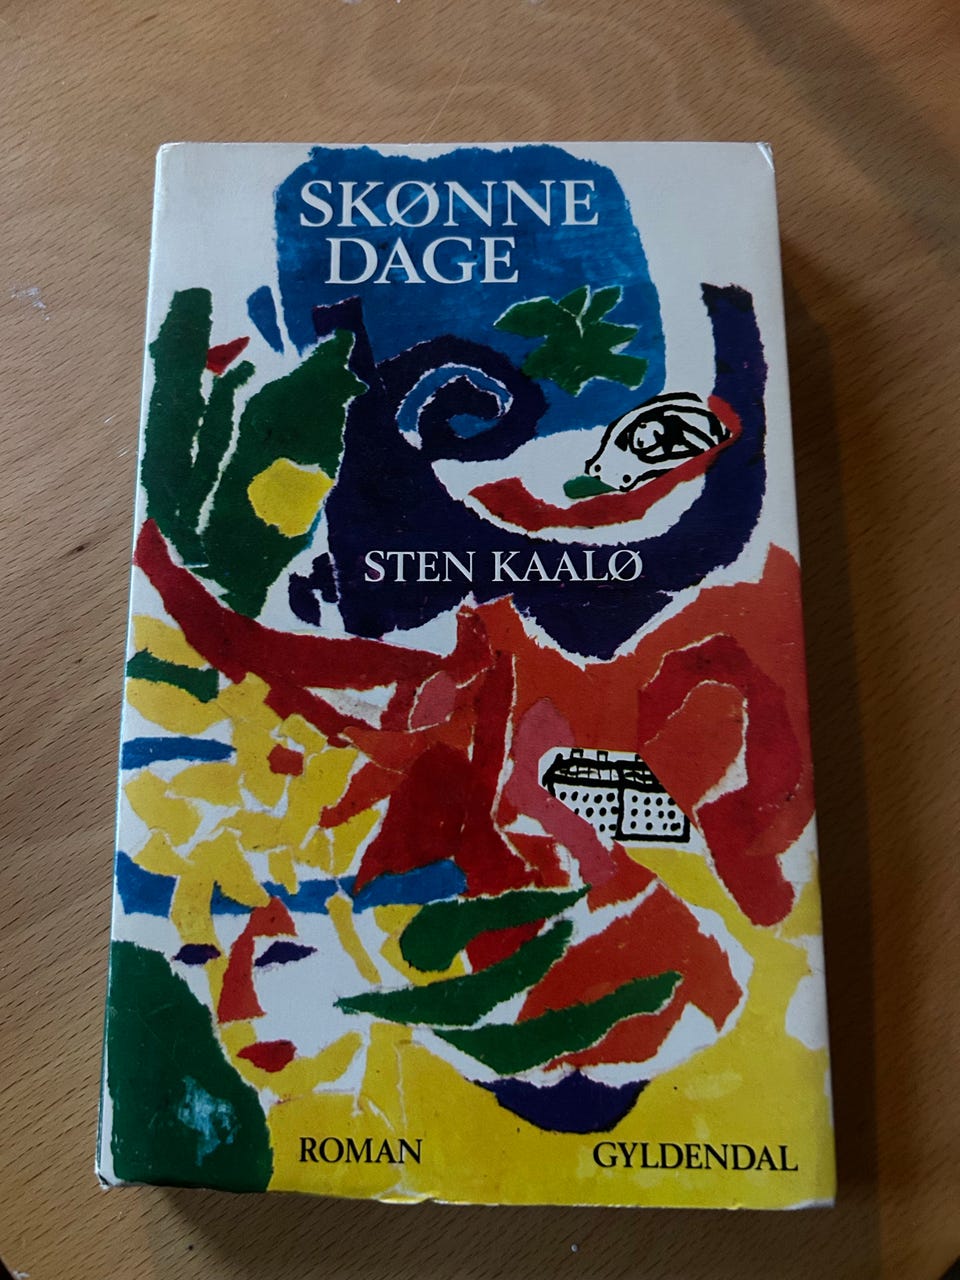 SKØNNE
DAGE
STEN KAALØ
ROMAN
GYLDENDAL